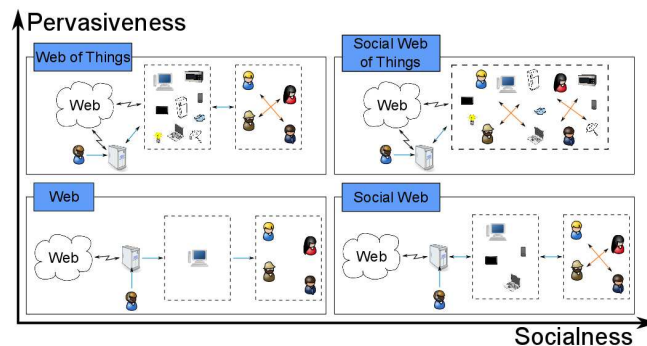 Pervasiveness
Web of Things
Web
Social Web
of Things
Web
Web
Web
Social Web
Web
Socialness